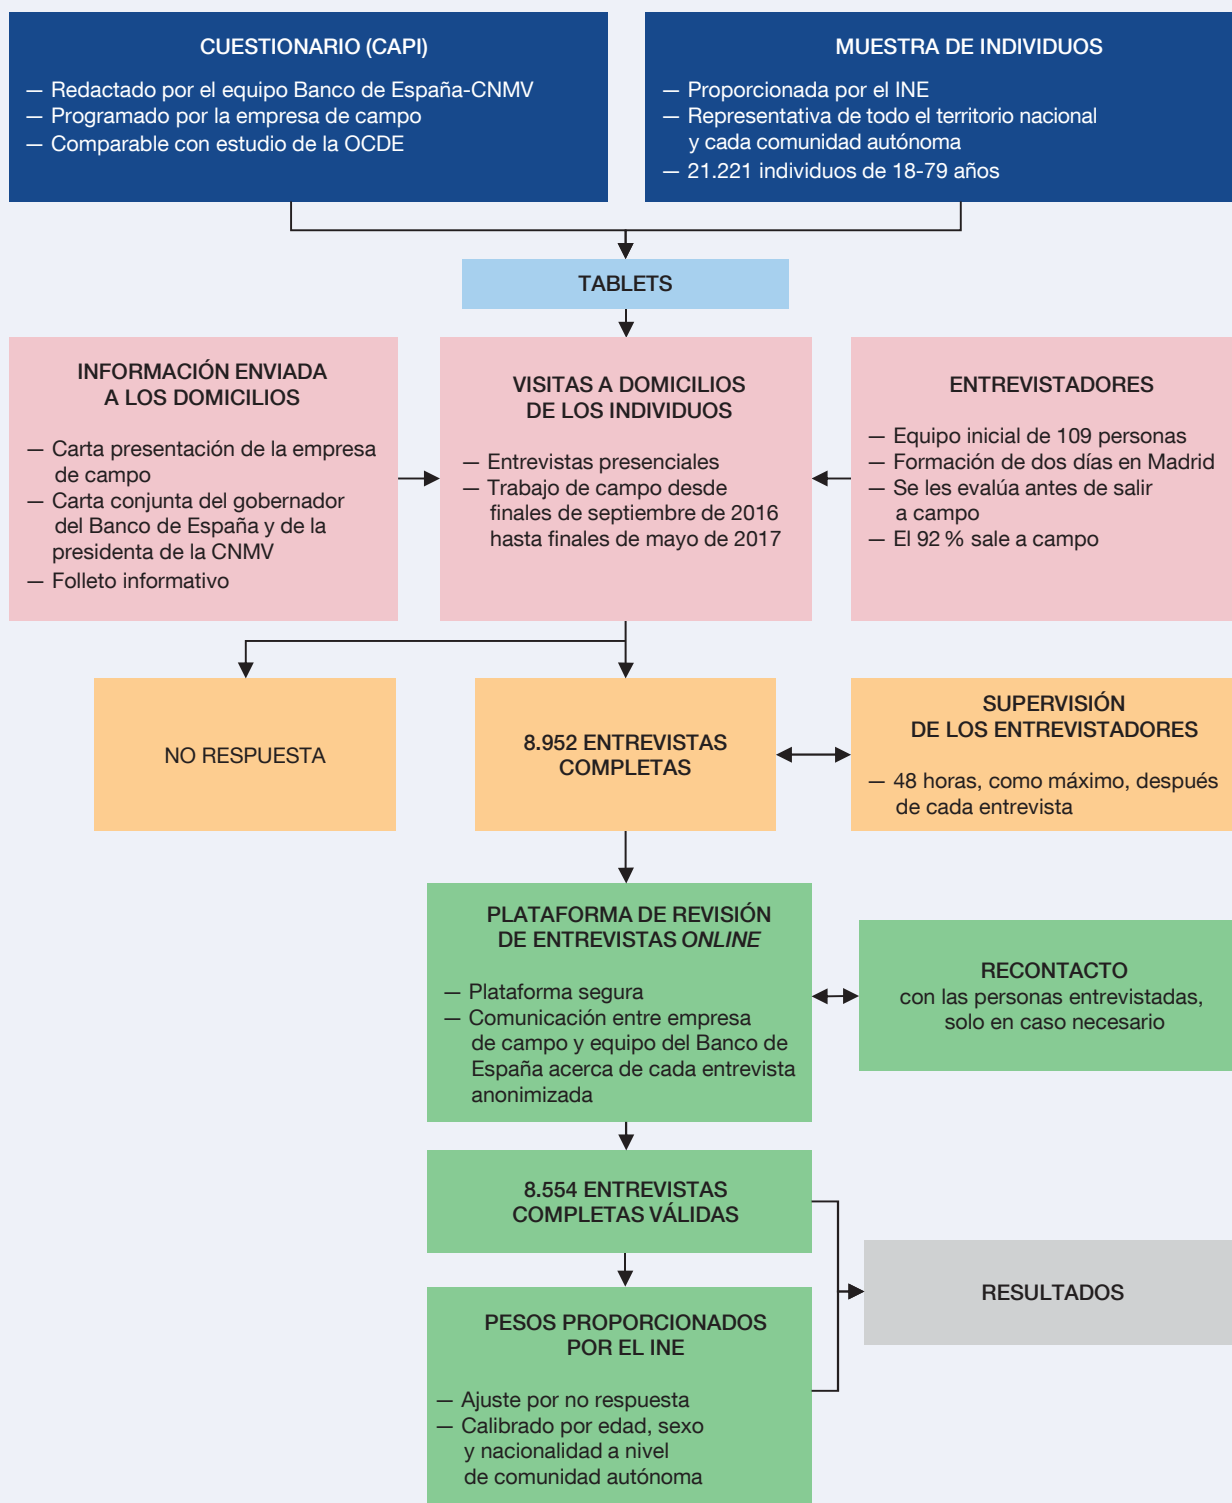 CUESTIONARIO (CAPI)
— Redactado por el equipo Banco de España-CNMV
— Programado por la empresa de campo
— Comparable con estudio de la OCDE
MUESTRA DE INDIVIDUOS
— Proporcionada por el INE
— Representativa de todo el territorio nacional
y cada comunidad autónoma
— 21.221 individuos de 18-79 años
TABLETS
INFORMACIÓN ENVIADA
A LOS DOMICILIOS
— Carta presentación de la empresa
de campo
— Carta conjunta del gobernador
del Banco de España y de la
presidenta de la CNMV
— Folleto informativo
VISITAS A DOMICILIOS
DE LOS INDIVIDUOS
— Entrevistas presenciales
— Trabajo de campo desde
finales de septiembre de 2016
hasta finales de mayo de 2017
ENTREVISTADORES
— Equipo inicial de 109 personas
— Formación de dos días en Madrid
— Se les evalúa antes de salir
a campo
— El 92 % sale a campo
NO RESPUESTA
8.952 ENTREVISTAS
COMPLETAS
SUPERVISIÓN
DE LOS ENTREVISTADORES
— 48 horas, como máximo, después
de cada entrevista
PLATAFORMA DE REVISIÓN
DE ENTREVISTAS ONLINE
— Plataforma segura
— Comunicación entre empresa
de campo y equipo del Banco de
España acerca de cada entrevista
anonimizada
RECONTACTO
con las personas entrevistadas,
solo en caso necesario
8.554 ENTREVISTAS
COMPLETAS VÁLIDAS
PESOS PROPORCIONADOS
POR EL INE
— Ajuste por no respuesta
— Calibrado por edad, sexo
y nacionalidad a nivel
de comunidad autónoma
RESULTADOS